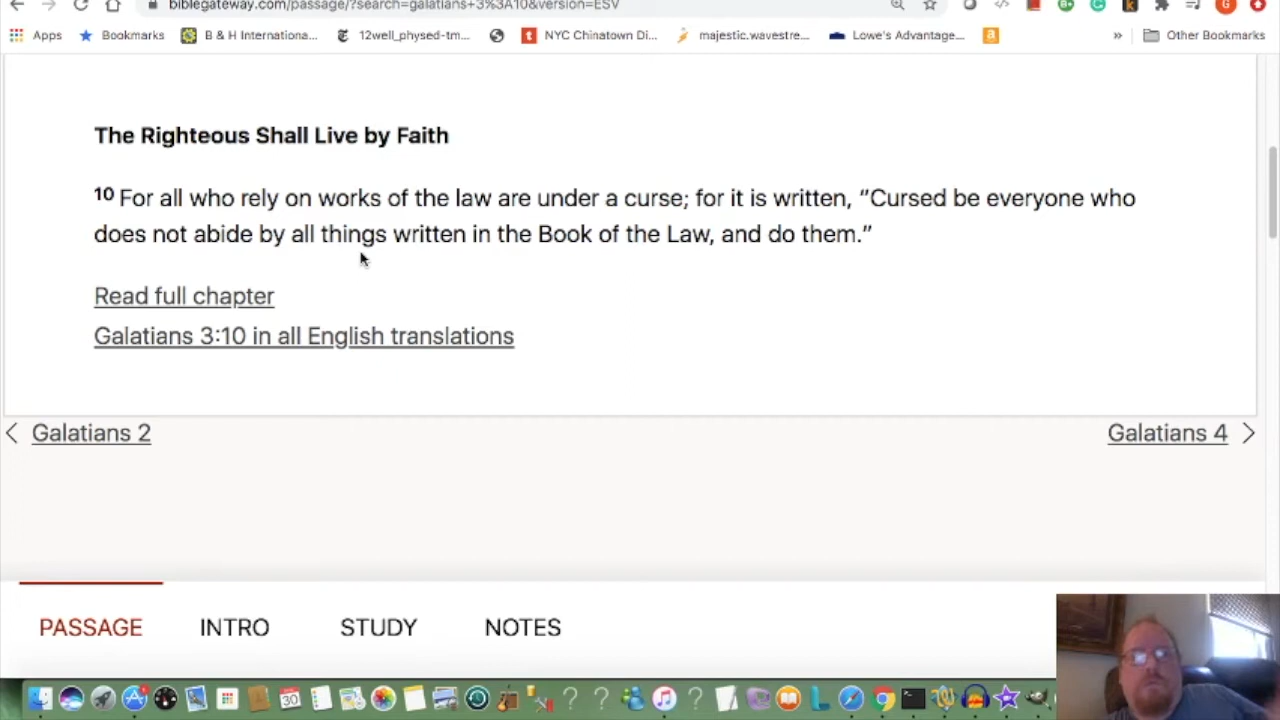 biblegateway.com/passage/?search=galatians+3%3A10&version=ESV
G
Apps Bookmarks B & H Internationa... 12well_physed-tm... NYC Chinatown Di... majestic.wavestre... Lowe's Advantage... » Other Bookmarks
The Righteous Shall Live by Faith
10 For all who rely on works of the law are under a curse; for it is written, “Cursed be everyone who
does not abide by all things written in the Book of the Law, and do them.”
Read full chapter
Galatians 3:10 in all English translations
< Galatians 2
Galatians 4 >
PASSAGE INTRO STUDY NOTES
30